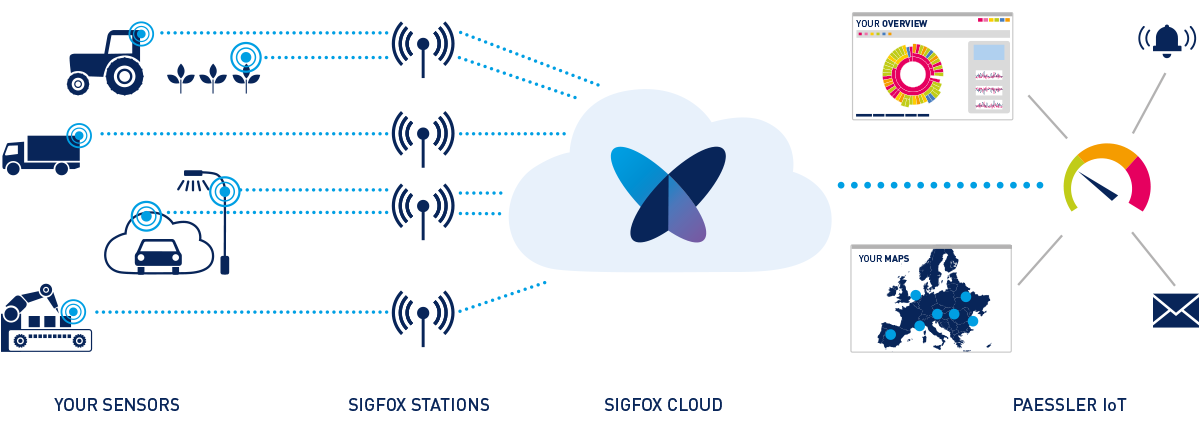 YOUR OVERVIEW
YOUR MAPS
YOUR SENSORS
SIGFOX STATIONS
SIGFOX CLOUD
PAESSLER IoT